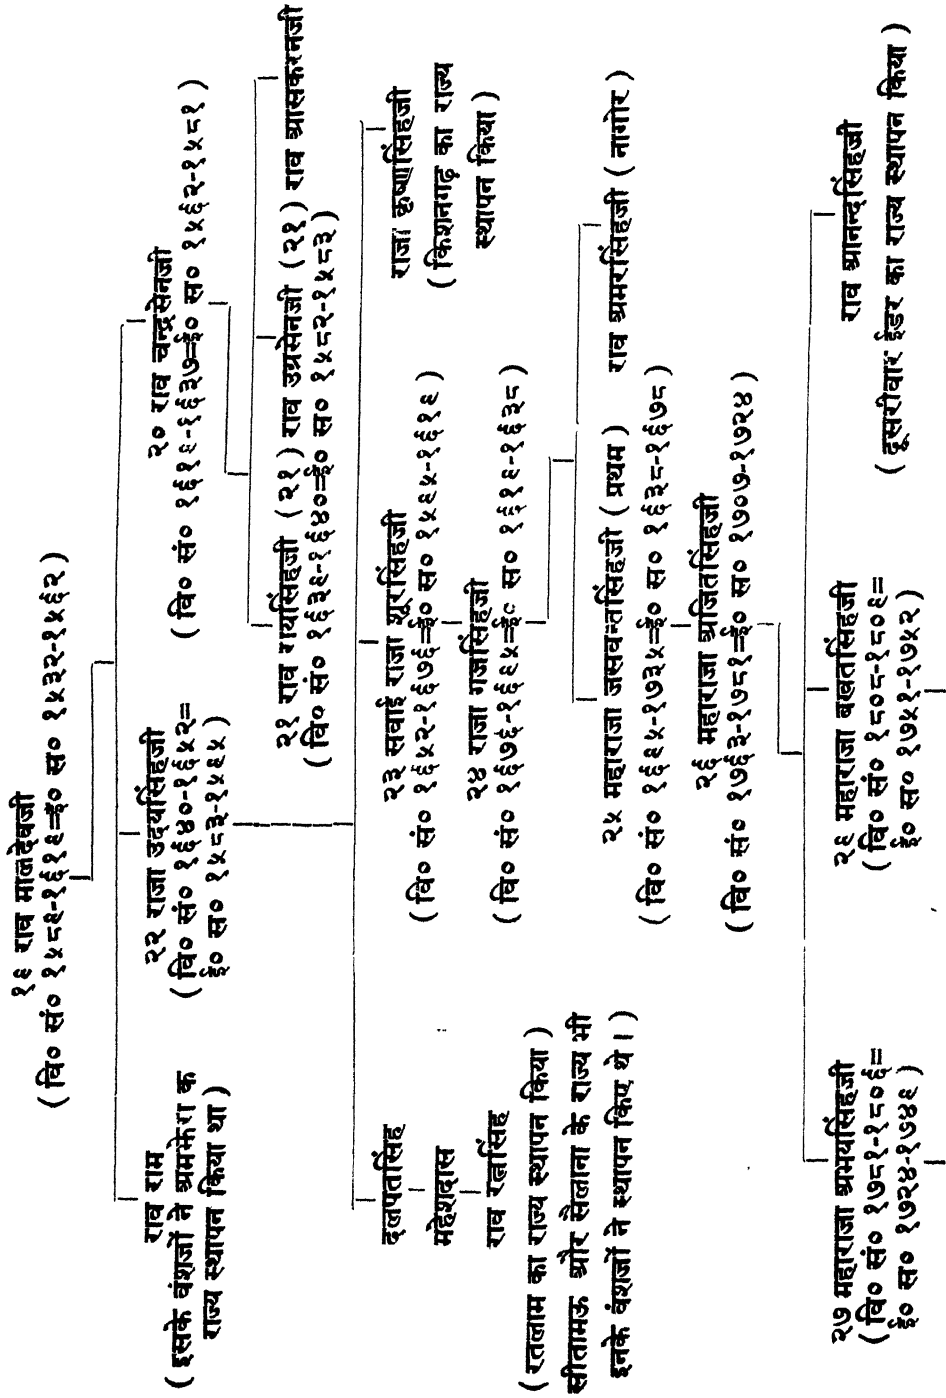 १९ राव मालदेवजी
( वि० सं० १५८९-१६१९=ई० स० १५३२-१५६२ )
राव राम
( इसके वंशजों ने अमझेरा क
राज्य स्थापन किया था )
२२ राजा उदयसिंहजी
( वि० सं० १६४०-१६५२=
ई० स० १५८३-१५९५ )
२० राव चन्द्रसेनजी
( वि० सं० १६१९-१६३७=ई० स० १५६२-१५८१ )
२१ राव रायसिंहजी ( २१ ) राव उग्रसेनजी ( २१ ) राव आसकरनजी
( वि० सं० १६३९-१६४०=ई० स० १५८२-१५८३ )
दलपतसिंह
महेशदास
राव रत्नसिंह
( रतलाम का राज्य स्थापन किया )
सीतामऊ और सैलाना के राज्य भी
इनके वंशजों ने स्थापन किए थे । )
२३ सवाई राजा शूरसिंहजी
( वि० सं० १६५२-१६७६=ई० स० १५९५-१६१९ )
२४ राजा गजसिंहजी
( वि० सं० १६७६-१६९५=ई० स० १६१९-१६३८ )
राजा कृष्णसिंहजी
( किशनगढ़ का राज्य
स्थापन किया )
२५ महाराजा जसवन्तसिंहजी ( प्रथम ) राव अमरसिंहजी ( नागोर )
( वि० सं० १६९५-१७३५=ई० स० १६३८-१६७८ )
२६ महाराजा अजितसिंहजी
( वि० सं० १७६३-१७८१=ई० स० १७०७-१७२४ )
२७ महाराजा अभयसिंहजी
( वि० सं० १७८१-१८०६=
ई० स० १७२४-१७४९ )
२९ महाराजा बखतसिंहजी
( वि० सं० १८०८-१८०९=
ई० स० १७५१-१७५२ )
राव आनन्दसिंहजी
( दूसरीवार ईडर का राज्य स्थापन किया )